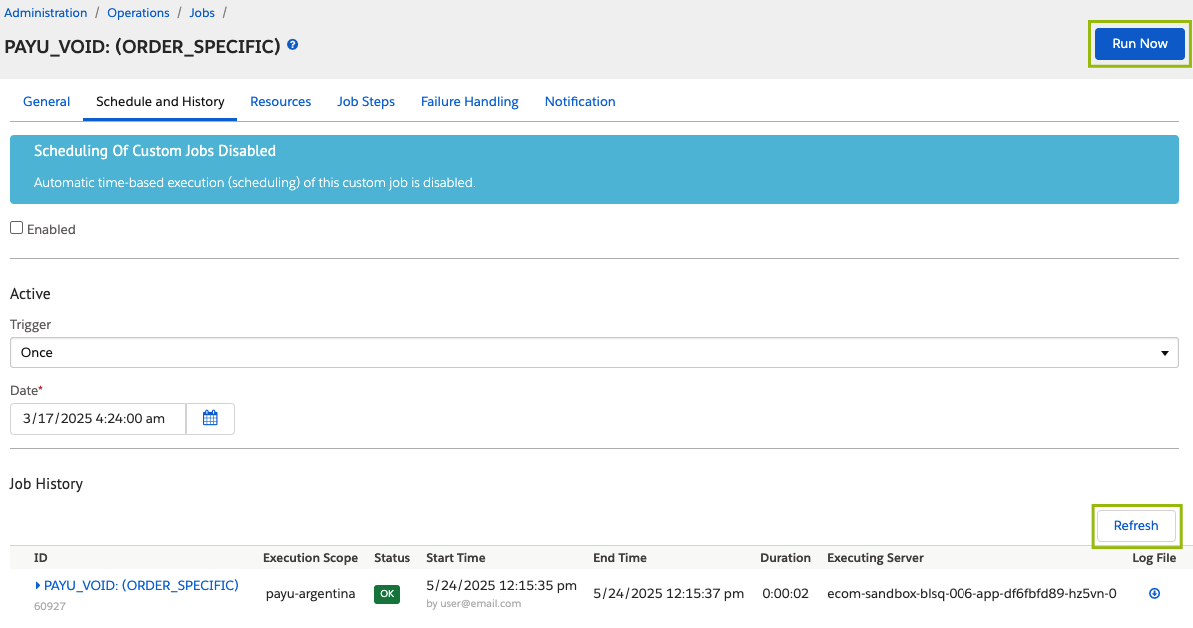 Administration / Operations / Jobs /
PAYU_VOID: (ORDER_SPECIFIC) ?
Run Now
General Schedule and History Resources Job Steps Failure Handling Notification
Scheduling Of Custom Jobs Disabled
Automatic time-based execution (scheduling) of this custom job is disabled.
Enabled
Active
Trigger
Once
Date*
3/17/2025 4:24:00 am
Job History
Refresh
ID Execution Scope Status Start Time End Time Duration Executing Server Log File
PAYU_VOID: (ORDER_SPECIFIC) payu-argentina OK 5/24/2025 12:15:35 pm 5/24/2025 12:15:37 pm 0:00:02 ecom-sandbox-blsq-006-app-df6fbfd89-hz5vn-0
60927 by user@email.com